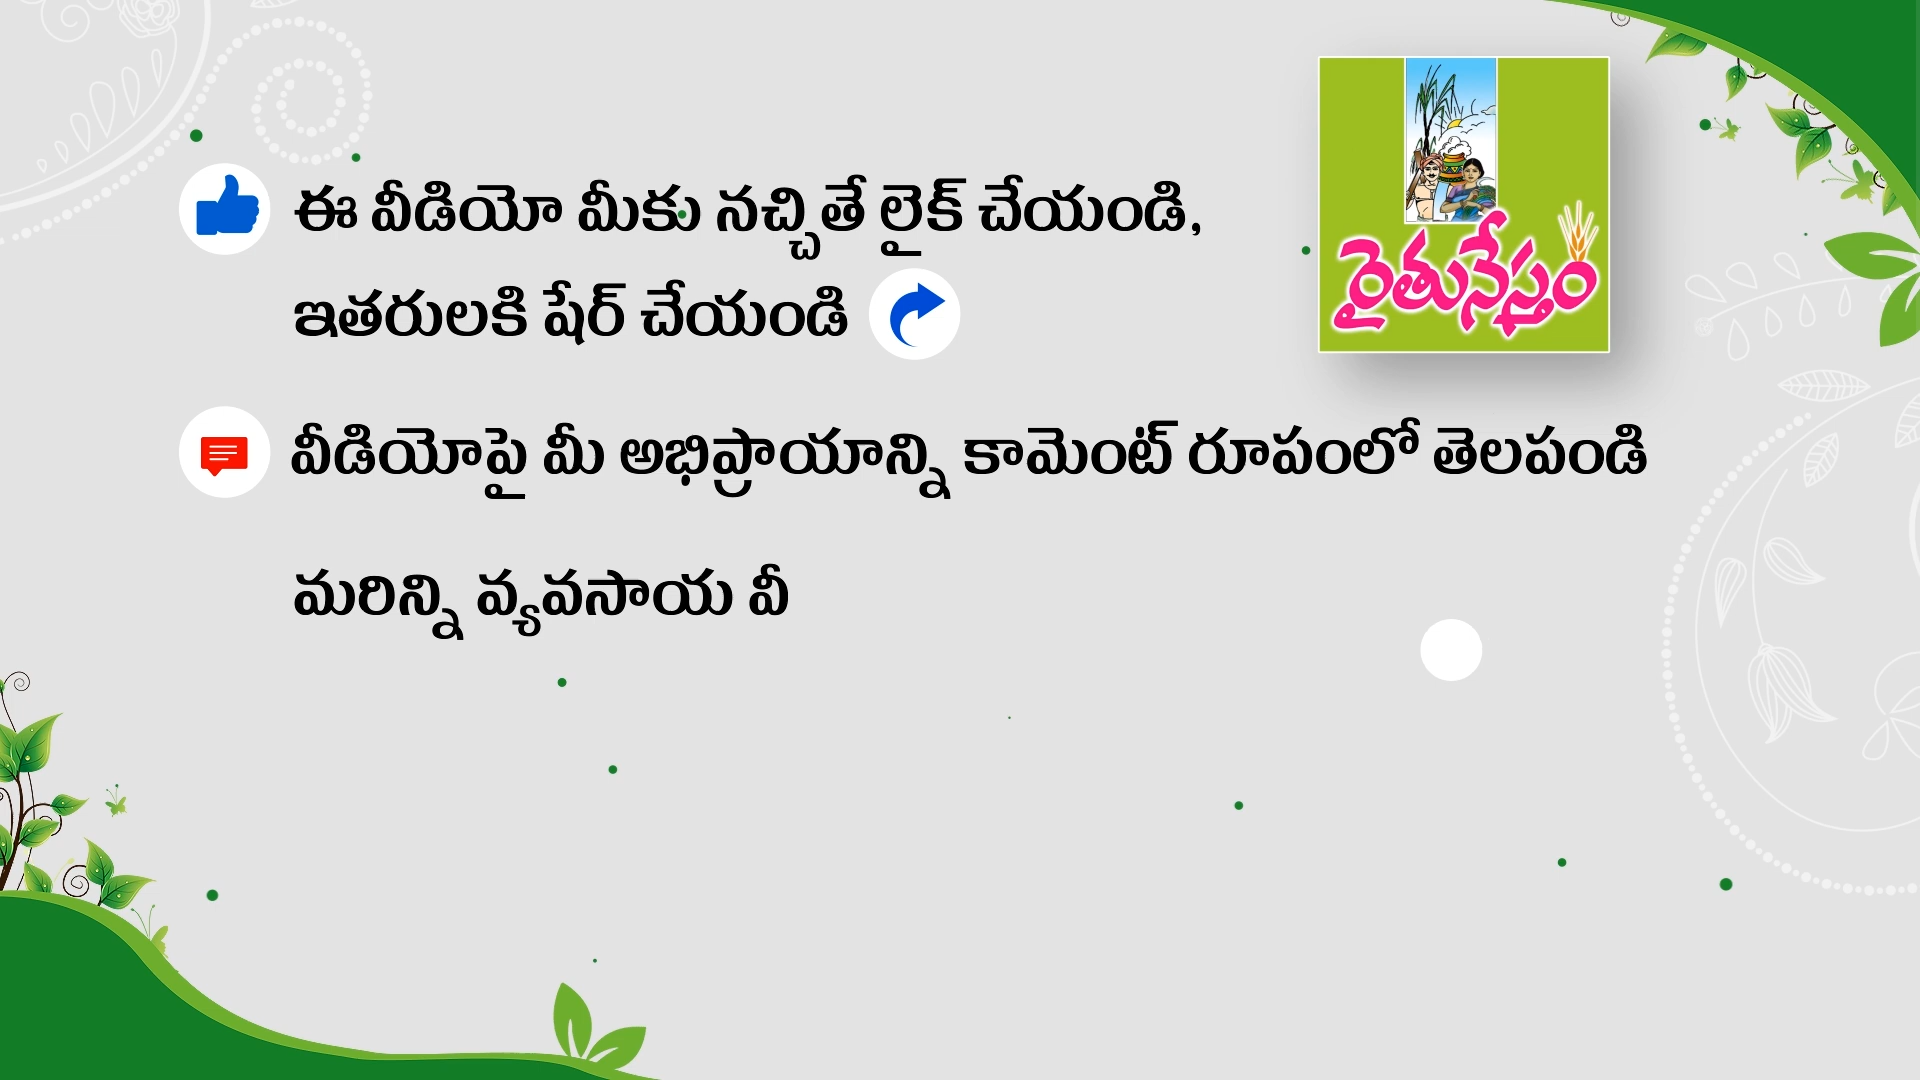 ఈ వీడియో మీకు నచ్చితే లైక్ చేయండి,
ఇతరులకి షేర్ చేయండి
రైతునేస్తం
వీడియోపై మీ అభిప్రాయాన్ని కామెంట్ రూపంలో తెలపండి
మరిన్ని వ్యవసాయ వీ